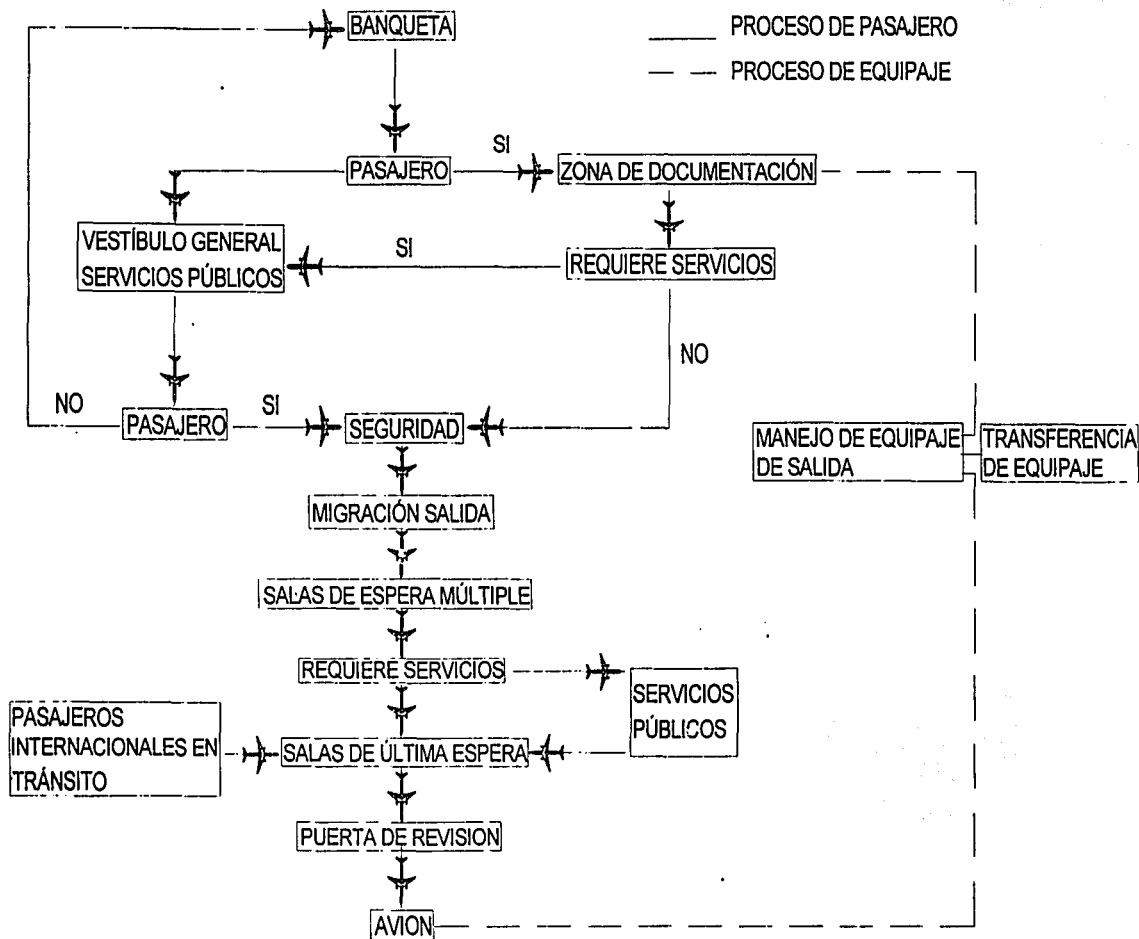 BANQUETA
PROCESO DE PASAJERO
PROCESO DE EQUIPAJE
SI
PASAJERO
ZONA DE DOCUMENTACIÓN
VESTÍBULO GENERAL
SERVICIOS PÚBLICOS
SI
REQUIERE SERVICIOS
NO
NO
PASAJERO
SI
SEGURIDAD
MANEJO DE EQUIPAJE
DE SALIDA
TRANSFERENCIA
DE EQUIPAJE
MIGRACIÓN SALIDA
SALAS DE ESPERA MÚLTIPLE
REQUIERE SERVICIOS
SERVICIOS
PÚBLICOS
PASAJEROS
INTERNACIONALES EN
TRÁNSITO
SALAS DE ÚLTIMA ESPERA
PUERTA DE REVISION
AVION